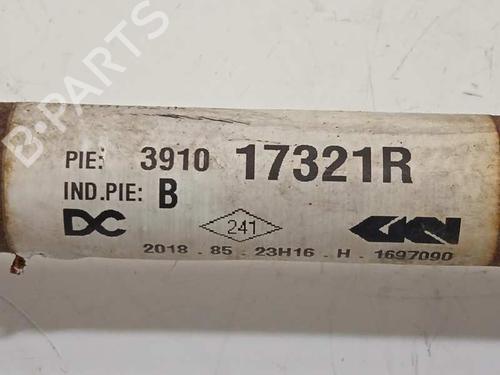 B-PARTS
PIE: 3910 17321R
IND.PIE: B
DC 241 GKN
2018 . 85 . 23H16 . H . 1697090